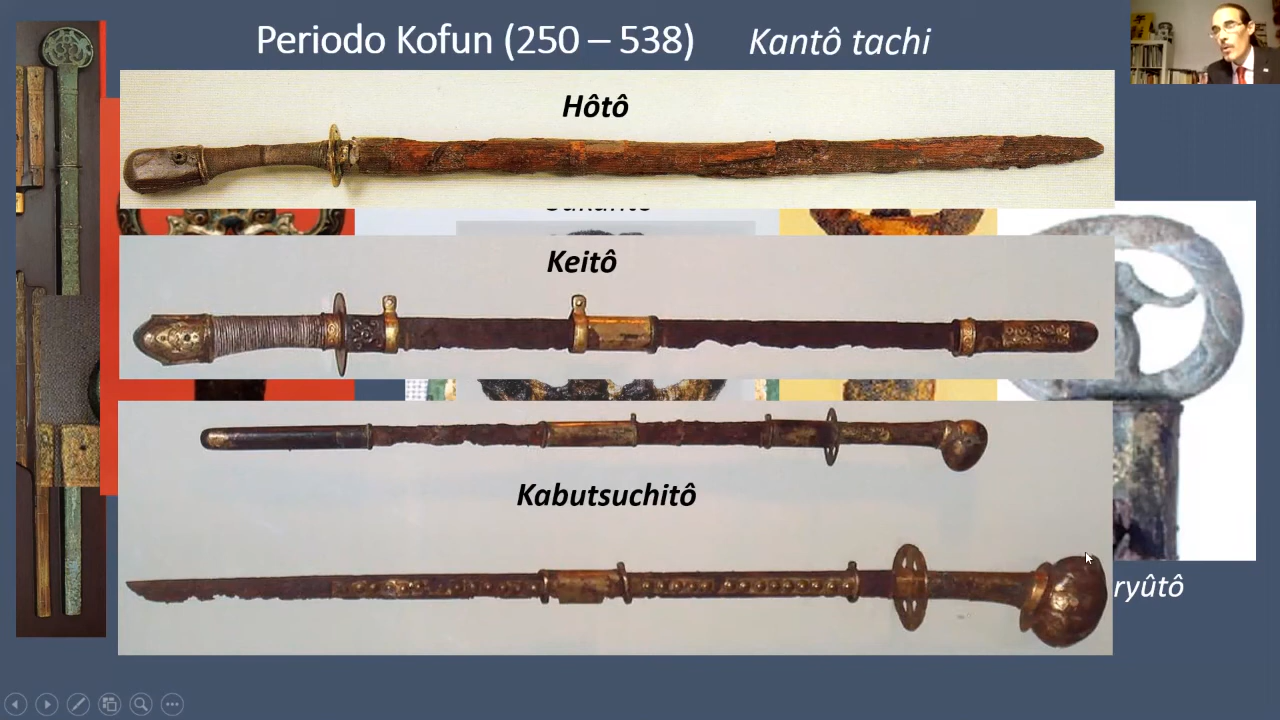 Periodo Kofun (250 – 538) Kantô tachi
Hôtô
Keitô
Kabutsuchitô
ryûtô